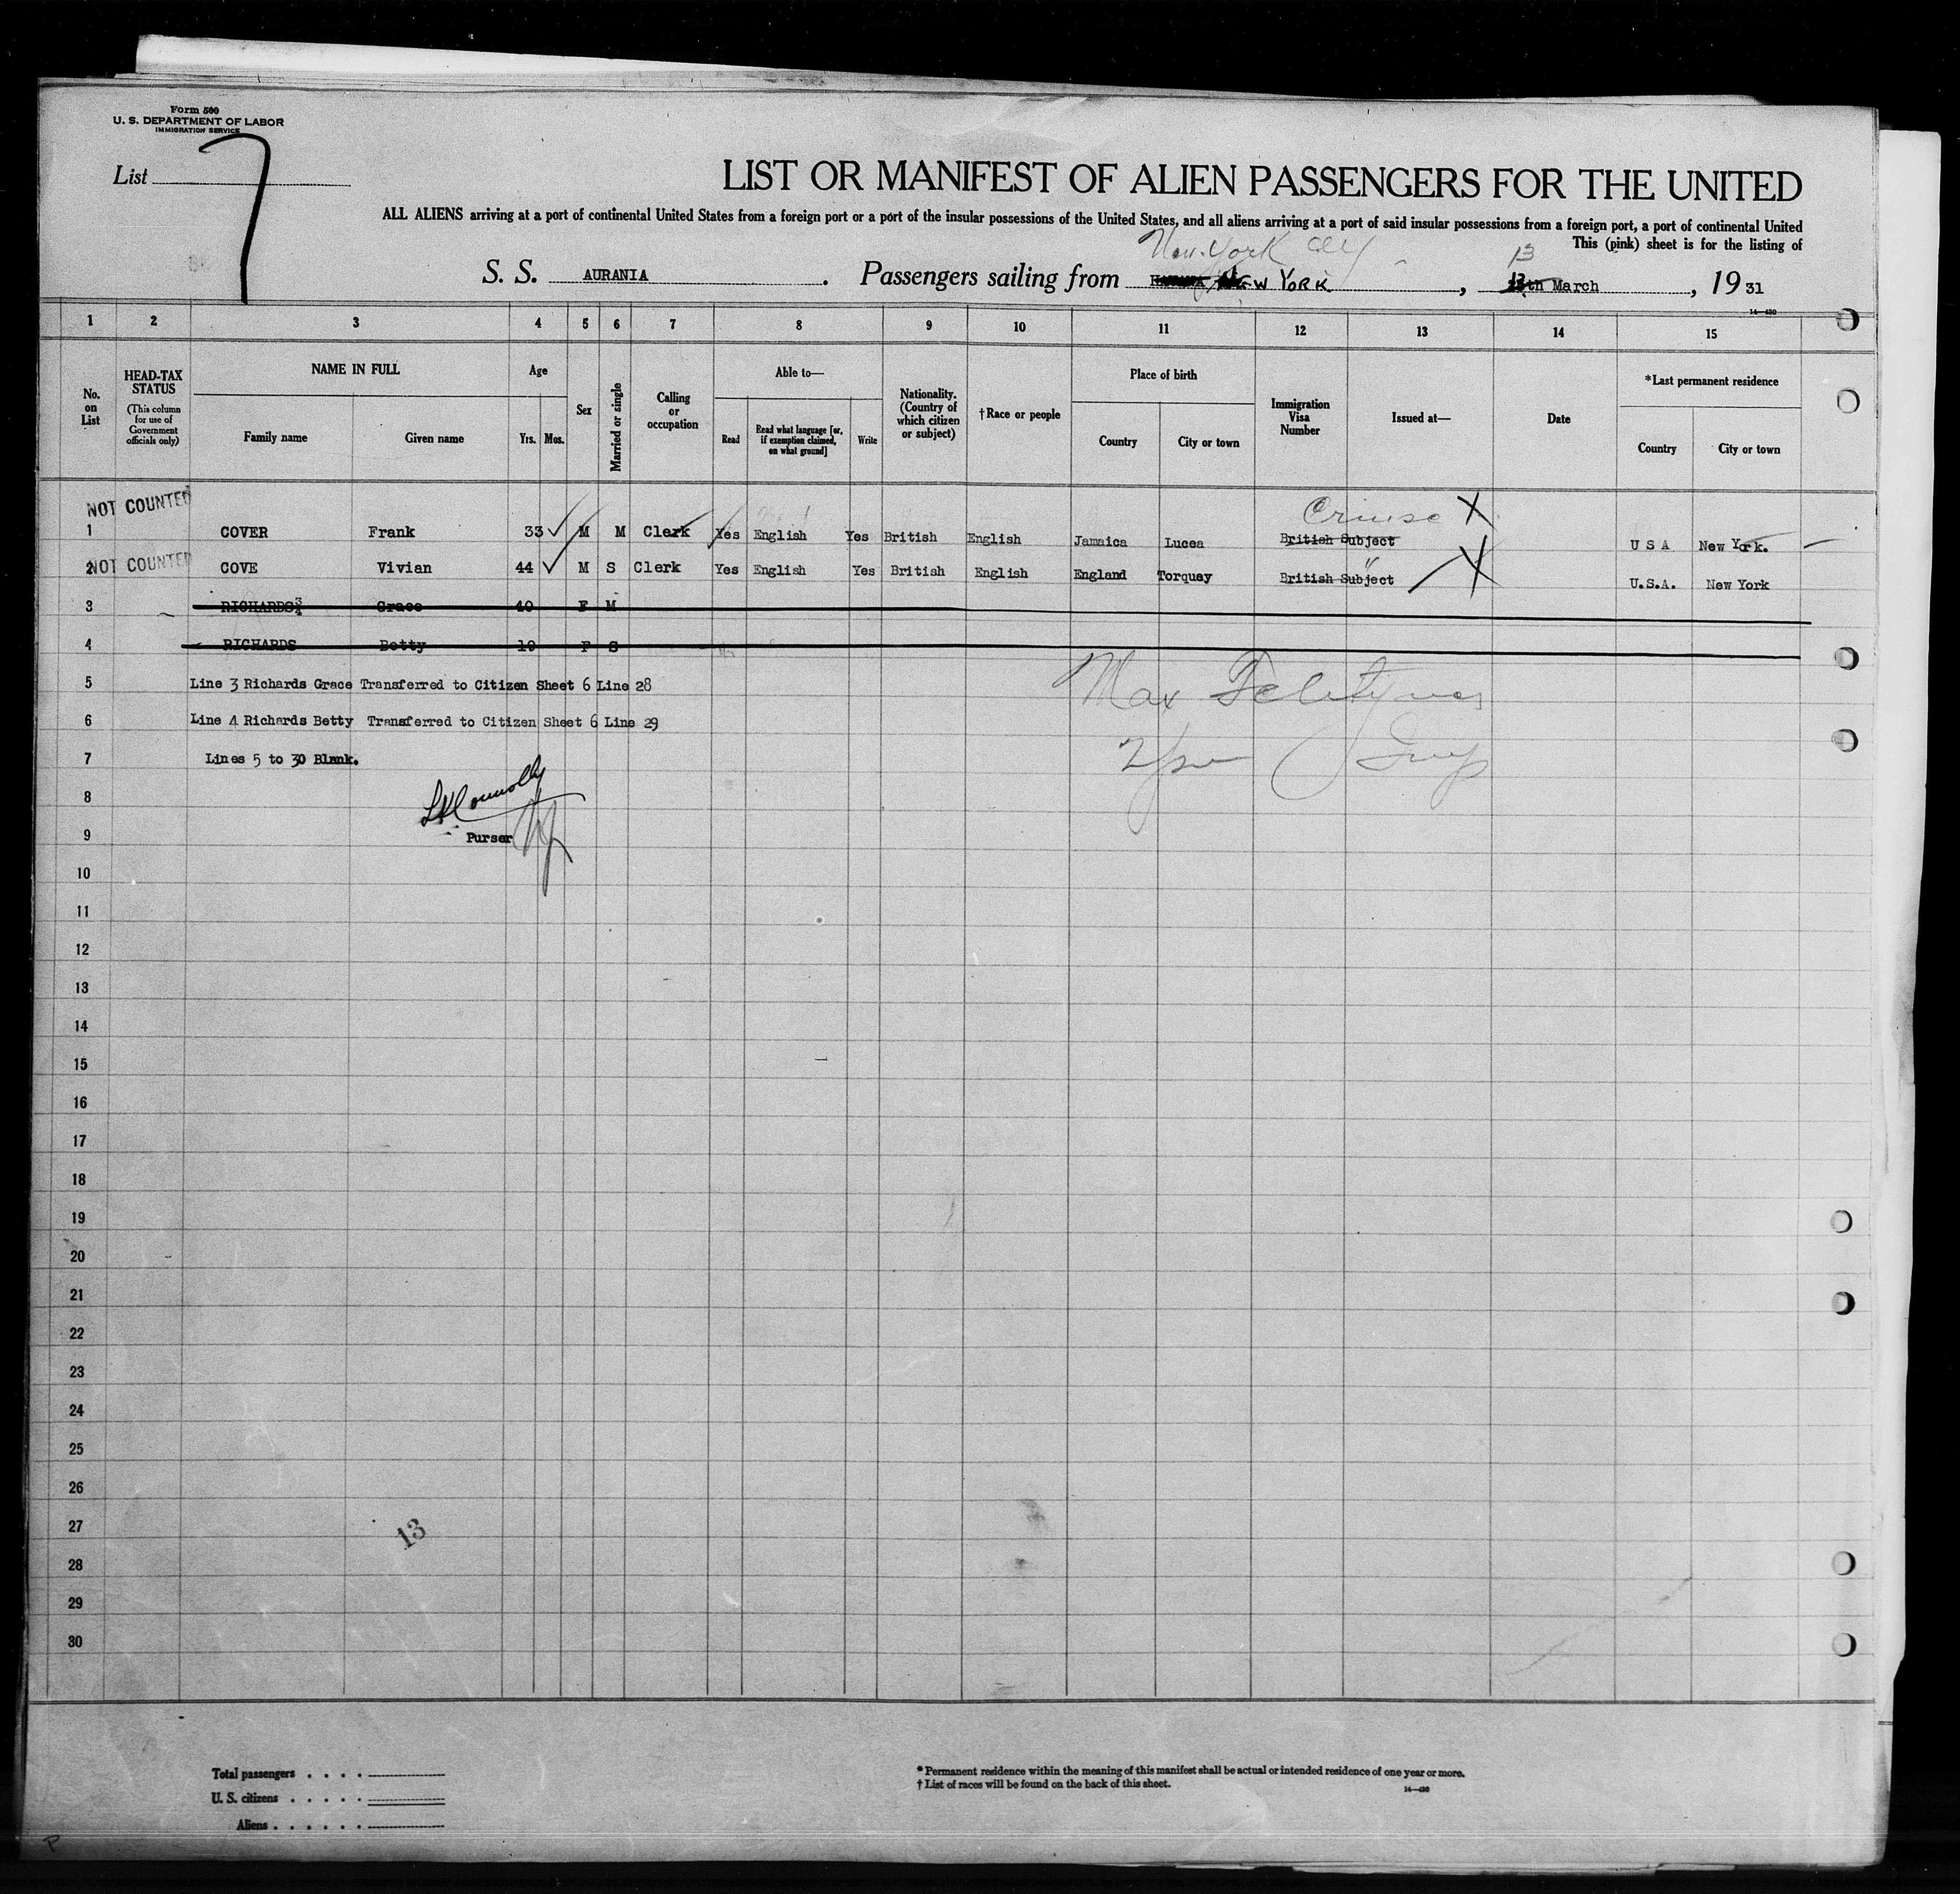 Form 500
U. S. DEPARTMENT OF LABOR
IMMIGRATION SERVICE
List 7
LIST OR MANIFEST OF ALIEN PASSENGERS FOR THE UNITED
ALL ALIENS arriving at a port of continental United States from a foreign port or a port of the insular possessions of the United States, and all aliens arriving at a port of said insular possessions from a foreign port, a port of continental United
This (pink) sheet is for the listing of
New York City 13
S. S. AURANIA. Passengers sailing from NEW YORK, 13th March, 19 31
14—430
1 2 3 4 5 6 7 8 9 10 11 12 13 14 15
No. on List
HEAD-TAX STATUS
(This column for use of Government officials only)
NAME IN FULL
Family name Given name
Age
Yrs. Mos.
Sex
Married or single
Calling or occupation
Able to—
Read
Read what language [or, if exemption claimed, on what ground]
Write
Nationality. (Country of which citizen or subject)
†Race or people
Place of birth
Country City or town
Immigration Visa Number
Issued at—
Date
*Last permanent residence
Country City or town
NOT COUNTED
1 COVER Frank 33 M M Clerk Yes English Yes British English Jamaica Lucea British Subject U S A New York.
NOT COUNTED
2 COVE Vivian 44 M S Clerk Yes English Yes British English England Torquay British Subject " U.S.A. New York
3 RICHARDS Grace 40 F M
4 RICHARDS Betty 10 F S
5 Line 3 Richards Grace Transferred to Citizen Sheet 6 Line 28
6 Line 4 Richards Betty Transferred to Citizen Sheet 6 Line 29
7 Lines 5 to 30 Blank.
8
9 Purser
10
11
12
13
14
15
16
17
18
19
20
21
22
23
24
25
26
27
13
28
29
30
Total passengers
U. S. citizens
Aliens
* Permanent residence within the meaning of this manifest shall be actual or intended residence of one year or more.
† List of races will be found on the back of this sheet.
14—430
P